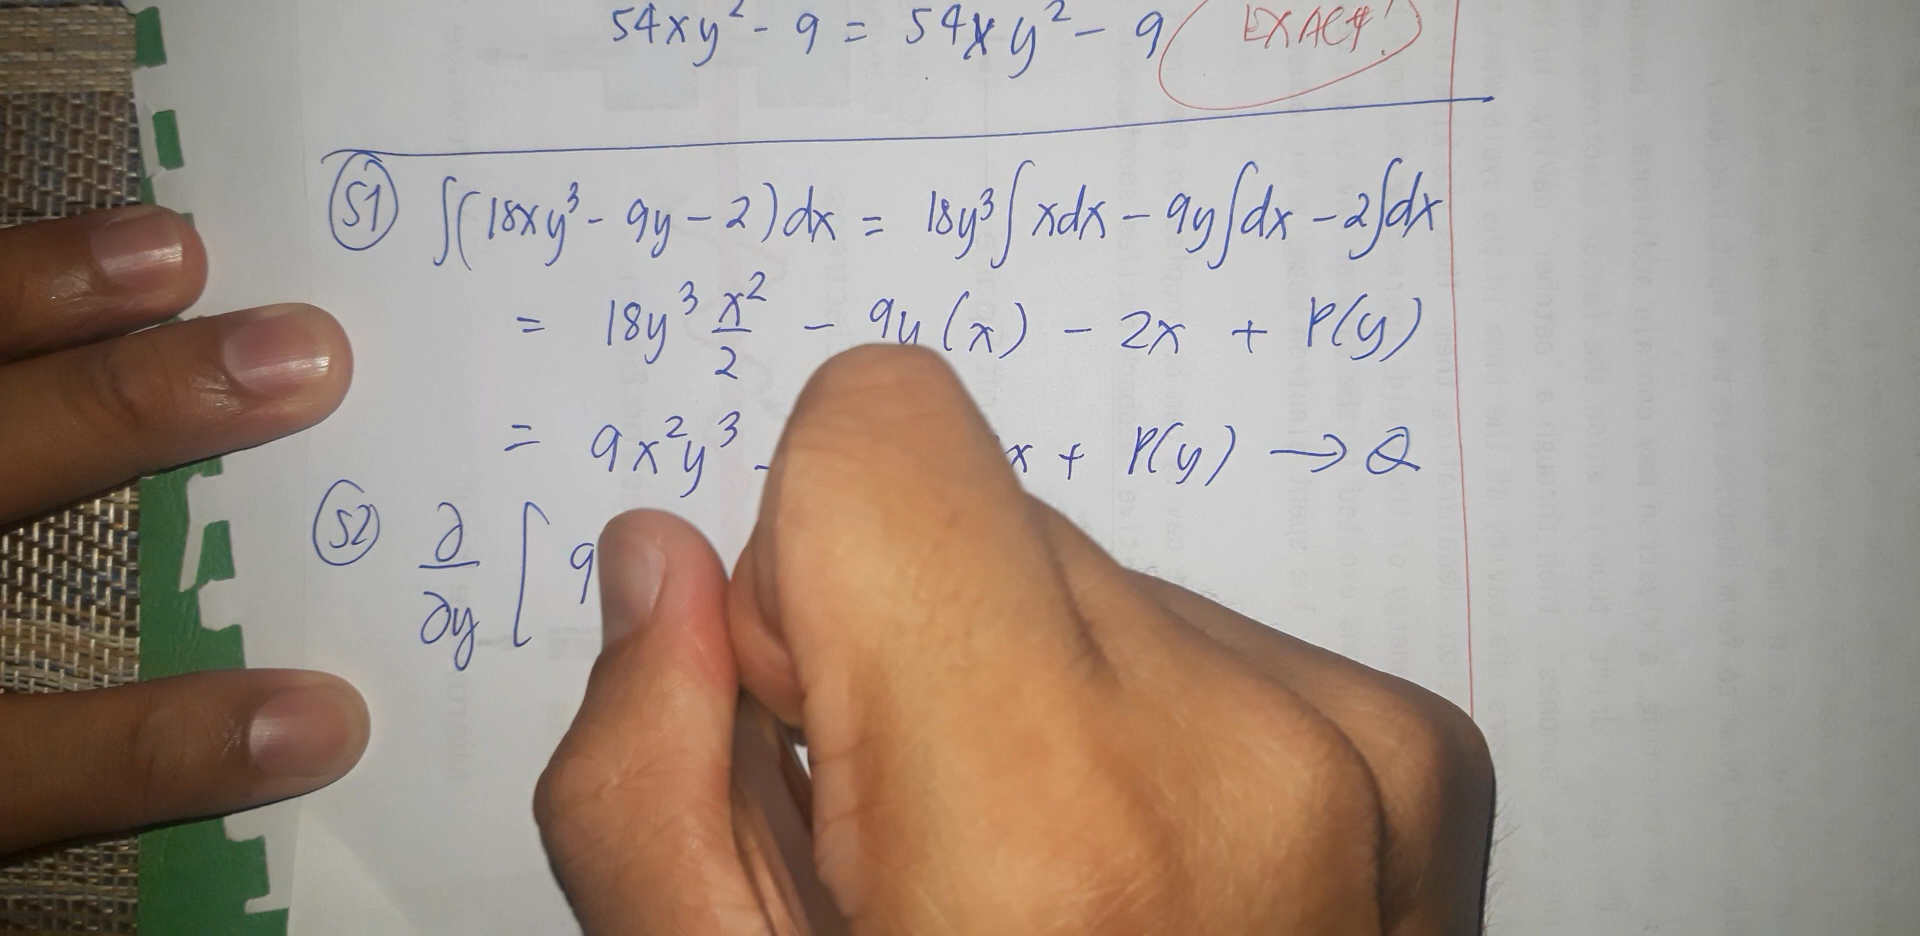 54xy² - 9 = 54xy² - 9 EXACT!
S1 ∫(18xy³ - 9y - 2)dx = 18y³∫xdx - 9y∫dx - 2∫dx
= 18y³ x²/2 - 9y(x) - 2x + P(y)
= 9x²y³ - x + P(y) → Q
S2 ∂/∂y [ 9